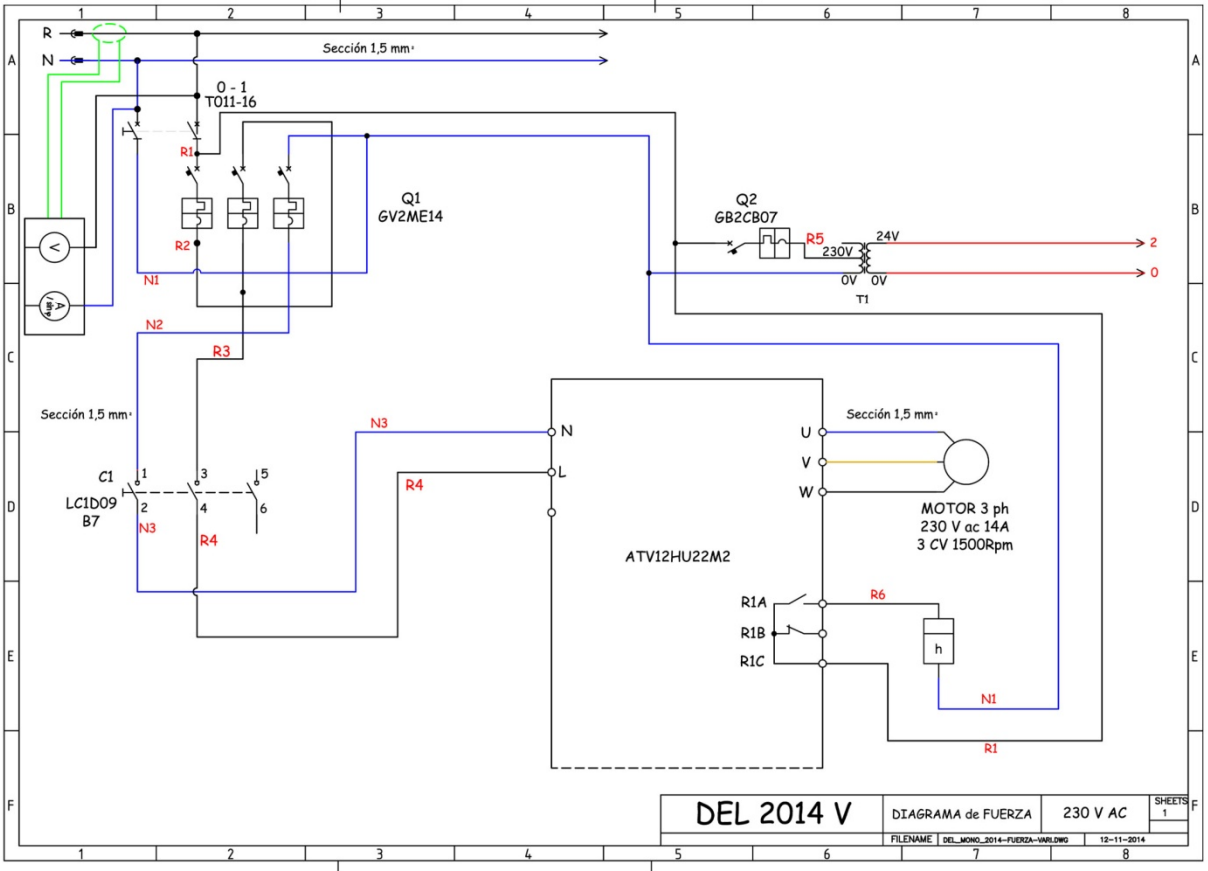 1 2 3 4 5 6 7 8
A A
R
N
Sección 1,5 mm²
0 - 1
T011-16
R1
B B
Q1
GV2ME14
Q2
GB2CB07
R2
R5
24V
230V
2
V
N1
0V 0V
0
T1
A
N2
R3
C C
Sección 1,5 mm²
N3
N
Sección 1,5 mm²
U
V
L
R4
W
C1
LC1D09
B7
1 3 5
2 4 6
N3
R4
D D
MOTOR 3 ph
230 V ac 14A
3 CV 1500Rpm
ATV12HU22M2
R1A
R6
R1B
h
R1C
E E
N1
R1
F F
DEL 2014 V
DIAGRAMA de FUERZA
230 V AC
SHEETS
1
FILENAME DEL_MONO_2014-FUERZA-VARI.DWG 12-11-2014
1 2 3 4 5 6 7 8